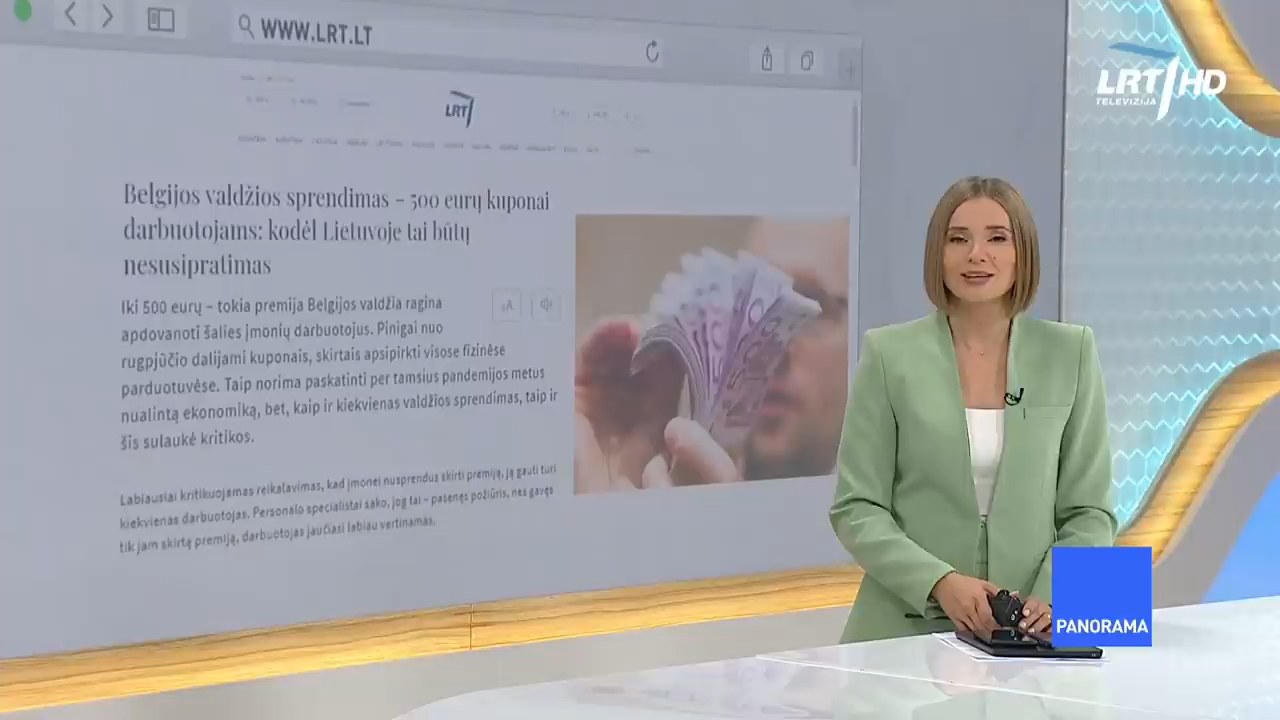 WWW.LRT.LT
LRT HD
TELEVIZIJA
LRT
Belgijos valdžios sprendimas – 500 eurų kuponai
darbuotojams: kodėl Lietuvoje tai būtų
nesusipratimas
Iki 500 eurų – tokia premija Belgijos valdžia ragina
apdovanoti šalies įmonių darbuotojus. Pinigai nuo
rugpjūčio dalijami kuponais, skirtais apsipirkti visose fizinėse
parduotuvėse. Taip norima paskatinti per tamsius pandemijos metus
nualintą ekonomiką, bet, kaip ir kiekvienas valdžios sprendimas, taip ir
šis sulaukė kritikos.
AA
Labiausiai kritikuojamas reikalavimas, kad įmonei nusprendus skirti premiją, ją gauti turi
kiekvienas darbuotojas. Personalo specialistai sako, jog tai – pasenęs požiūris, nes gavęs
tik jam skirtą premiją, darbuotojas jaučiasi labiau vertinamas.
PANORAMA